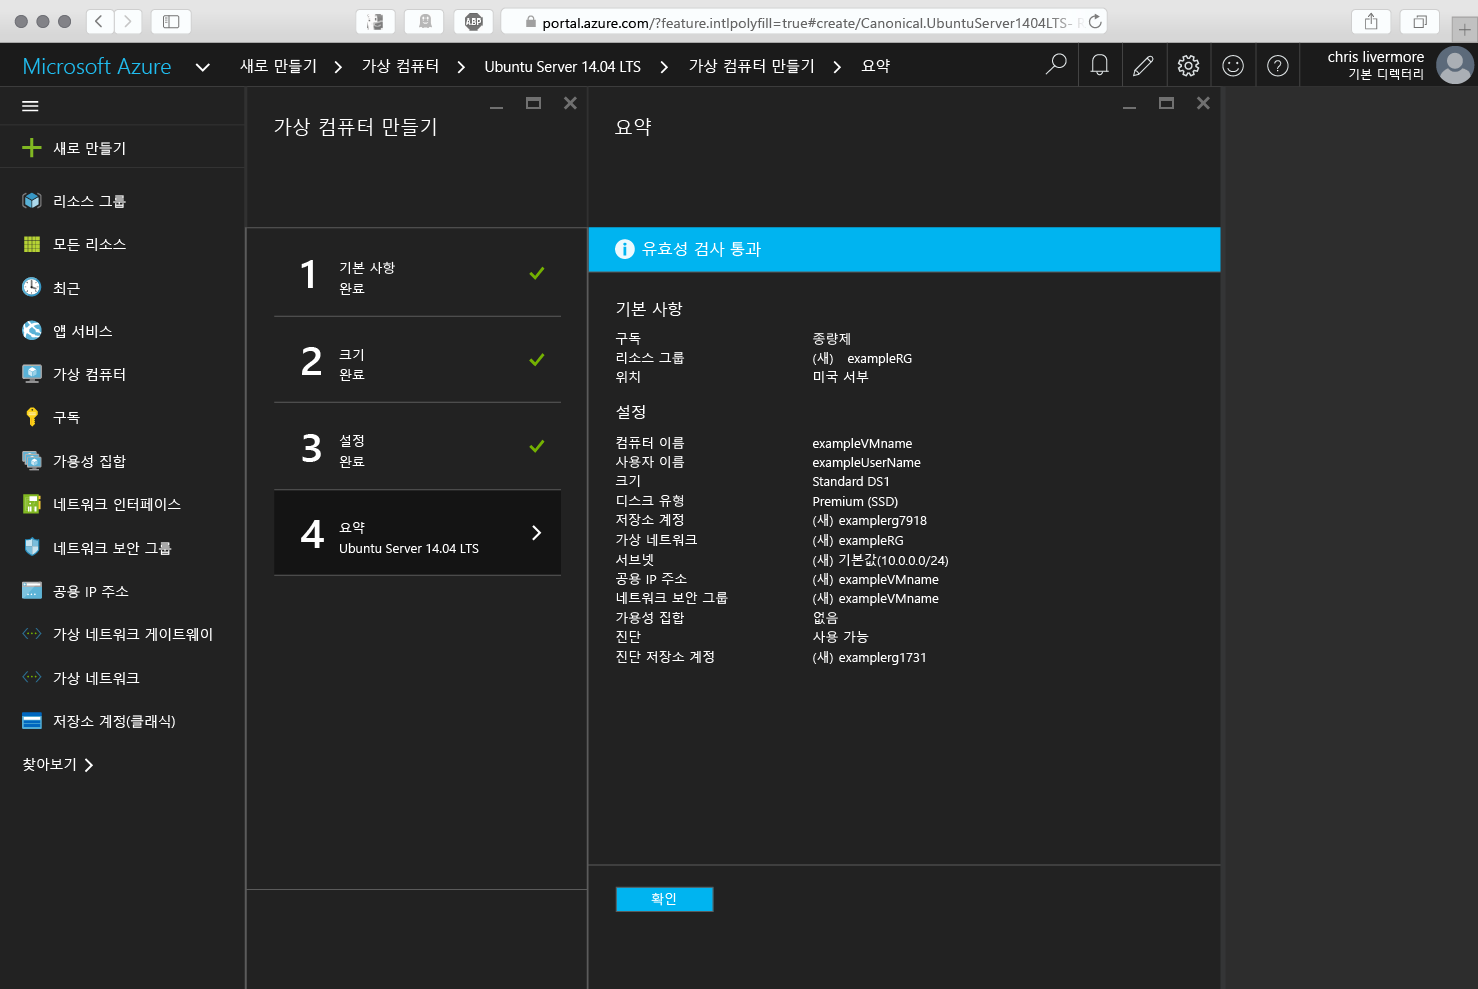 ABP
portal.azure.com/?feature.intlpolyfill=true#create/Canonical.UbuntuServer1404LTS-
Microsoft Azure
새로 만들기 > 가상 컴퓨터 > Ubuntu Server 14.04 LTS > 가상 컴퓨터 만들기 > 요약
chris livermore
기본 디렉터리
새로 만들기
리소스 그룹
모든 리소스
최근
앱 서비스
가상 컴퓨터
구독
가용성 집합
네트워크 인터페이스
네트워크 보안 그룹
공용 IP 주소
가상 네트워크 게이트웨이
가상 네트워크
저장소 계정(클래식)
찾아보기 >
가상 컴퓨터 만들기
1 기본 사항
완료
2 크기
완료
3 설정
완료
4 요약
Ubuntu Server 14.04 LTS
요약
유효성 검사 통과
기본 사항
구독 종량제
리소스 그룹 (새) exampleRG
위치 미국 서부
설정
컴퓨터 이름 exampleVMname
사용자 이름 exampleUserName
크기 Standard DS1
디스크 유형 Premium (SSD)
저장소 계정 (새) examplerg7918
가상 네트워크 (새) exampleRG
서브넷 (새) 기본값(10.0.0.0/24)
공용 IP 주소 (새) exampleVMname
네트워크 보안 그룹 (새) exampleVMname
가용성 집합 없음
진단 사용 가능
진단 저장소 계정 (새) examplerg1731
확인